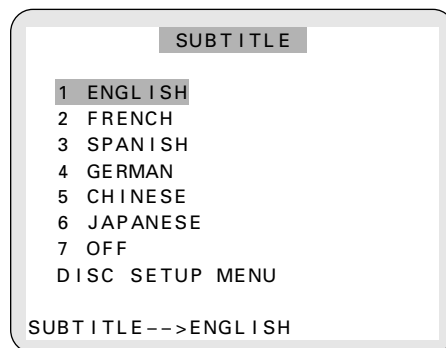 SUBTITLE
1 ENGLISH
2 FRENCH
3 SPANISH
4 GERMAN
5 CHINESE
6 JAPANESE
7 OFF
DISC SETUP MENU
SUBTITLE-->ENGLISH